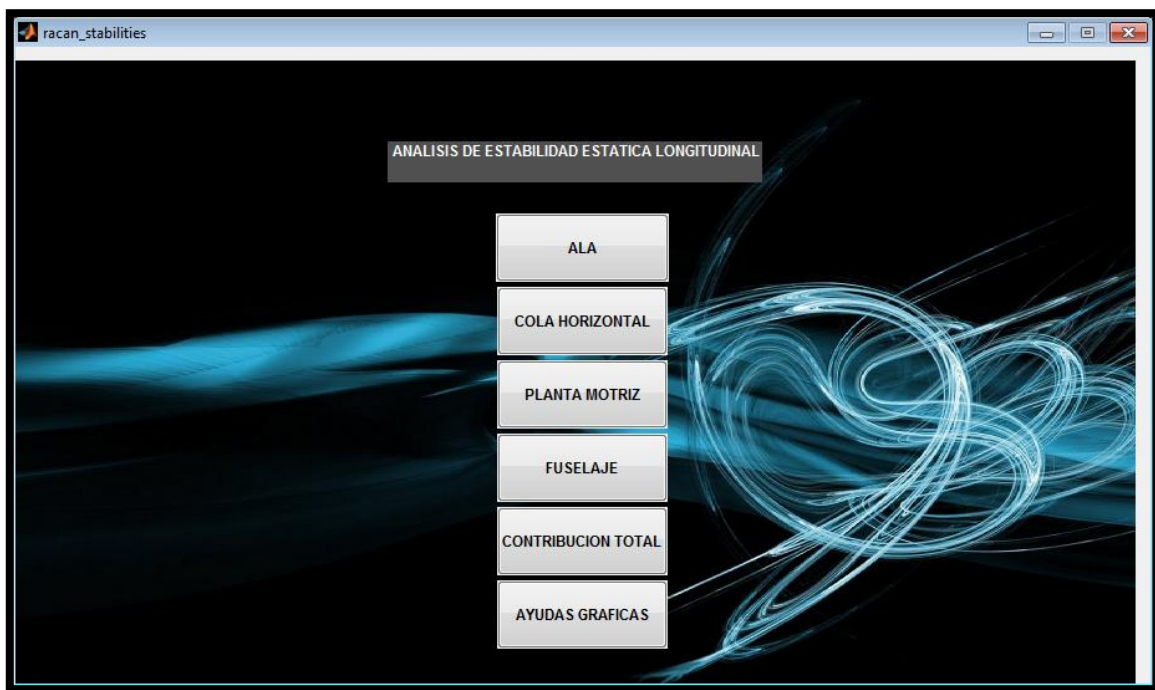 racan_stabilities
ANALISIS DE ESTABILIDAD ESTATICA LONGITUDINAL
ALA
COLA HORIZONTAL
PLANTA MOTRIZ
FUSELAJE
CONTRIBUCION TOTAL
AYUDAS GRAFICAS